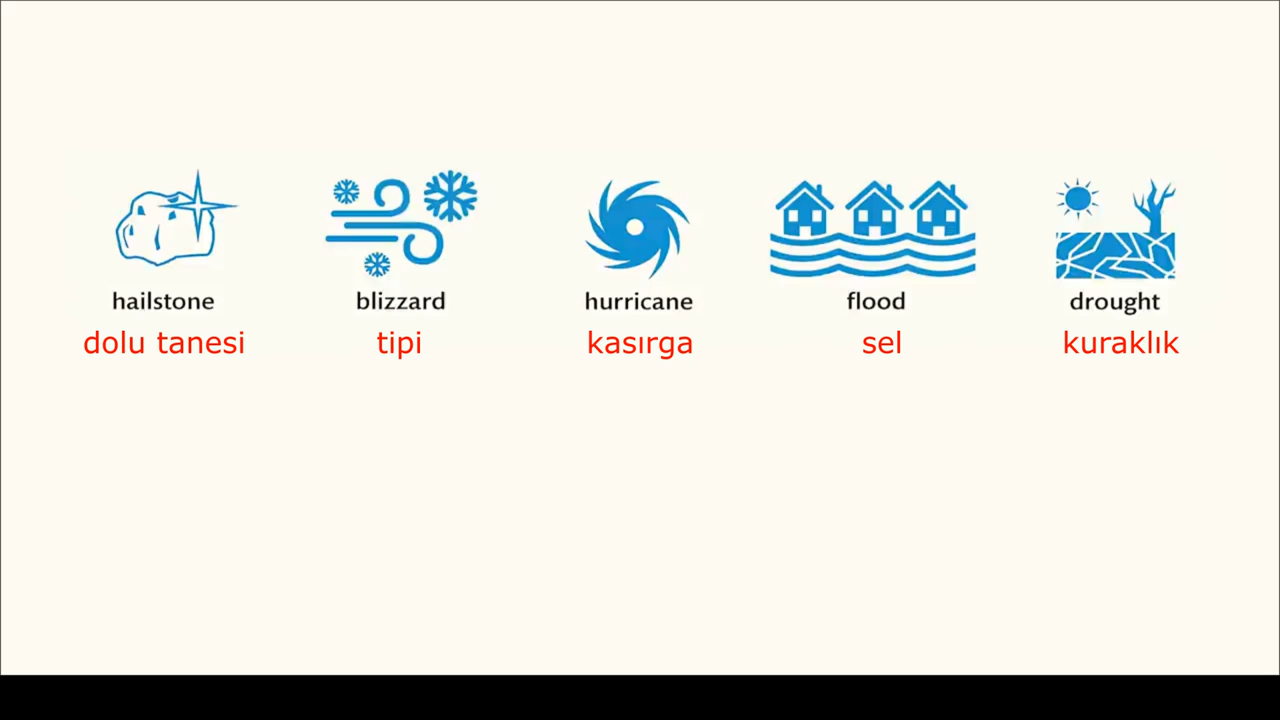 hailstone blizzard hurricane flood drought
dolu tanesi tipi kasırga sel kuraklık